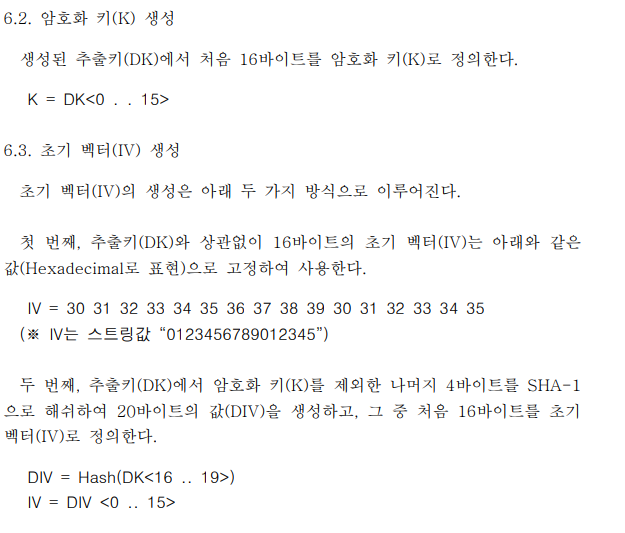 6.2. 암호화 키(K) 생성
생성된 추출키(DK)에서 처음 16바이트를 암호화 키(K)로 정의한다.
K = DK<0 . . 15>
6.3. 초기 벡터(IV) 생성
초기 벡터(IV)의 생성은 아래 두 가지 방식으로 이루어진다.
첫 번째, 추출키(DK)와 상관없이 16바이트의 초기 벡터(IV)는 아래와 같은
값(Hexadecimal로 표현)으로 고정하여 사용한다.
IV = 30 31 32 33 34 35 36 37 38 39 30 31 32 33 34 35
(※ IV는 스트링값 “0123456789012345”)
두 번째, 추출키(DK)에서 암호화 키(K)를 제외한 나머지 4바이트를 SHA-1
으로 해쉬하여 20바이트의 값(DIV)을 생성하고, 그 중 처음 16바이트를 초기
벡터(IV)로 정의한다.
DIV = Hash(DK<16 .. 19>)
IV = DIV <0 .. 15>